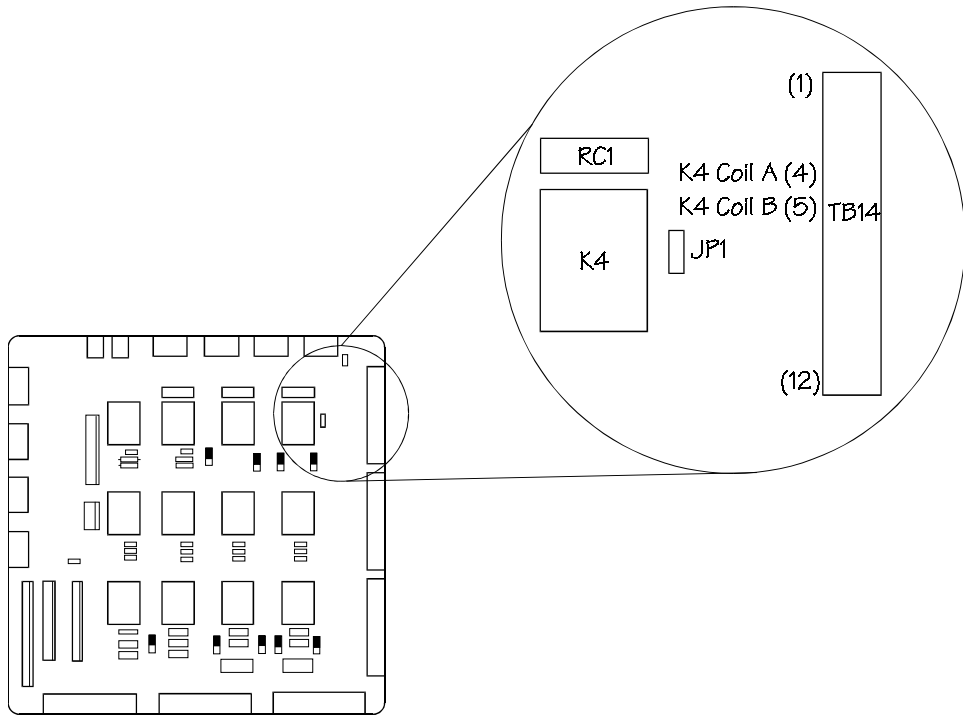 (1)
RC1
K4 Coil A (4)
K4 Coil B (5)
TB14
JP1
K4
(12)